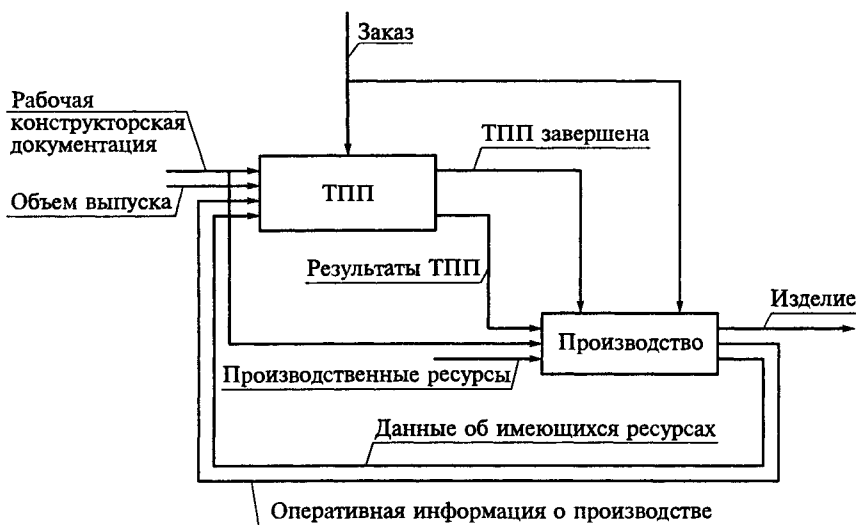 Заказ
Рабочая
конструкторская
документация
ТПП завершена
ТПП
Объем выпуска
Результаты ТПП
Изделие
Производство
Производственные ресурсы
Данные об имеющихся ресурсах
Оперативная информация о производстве